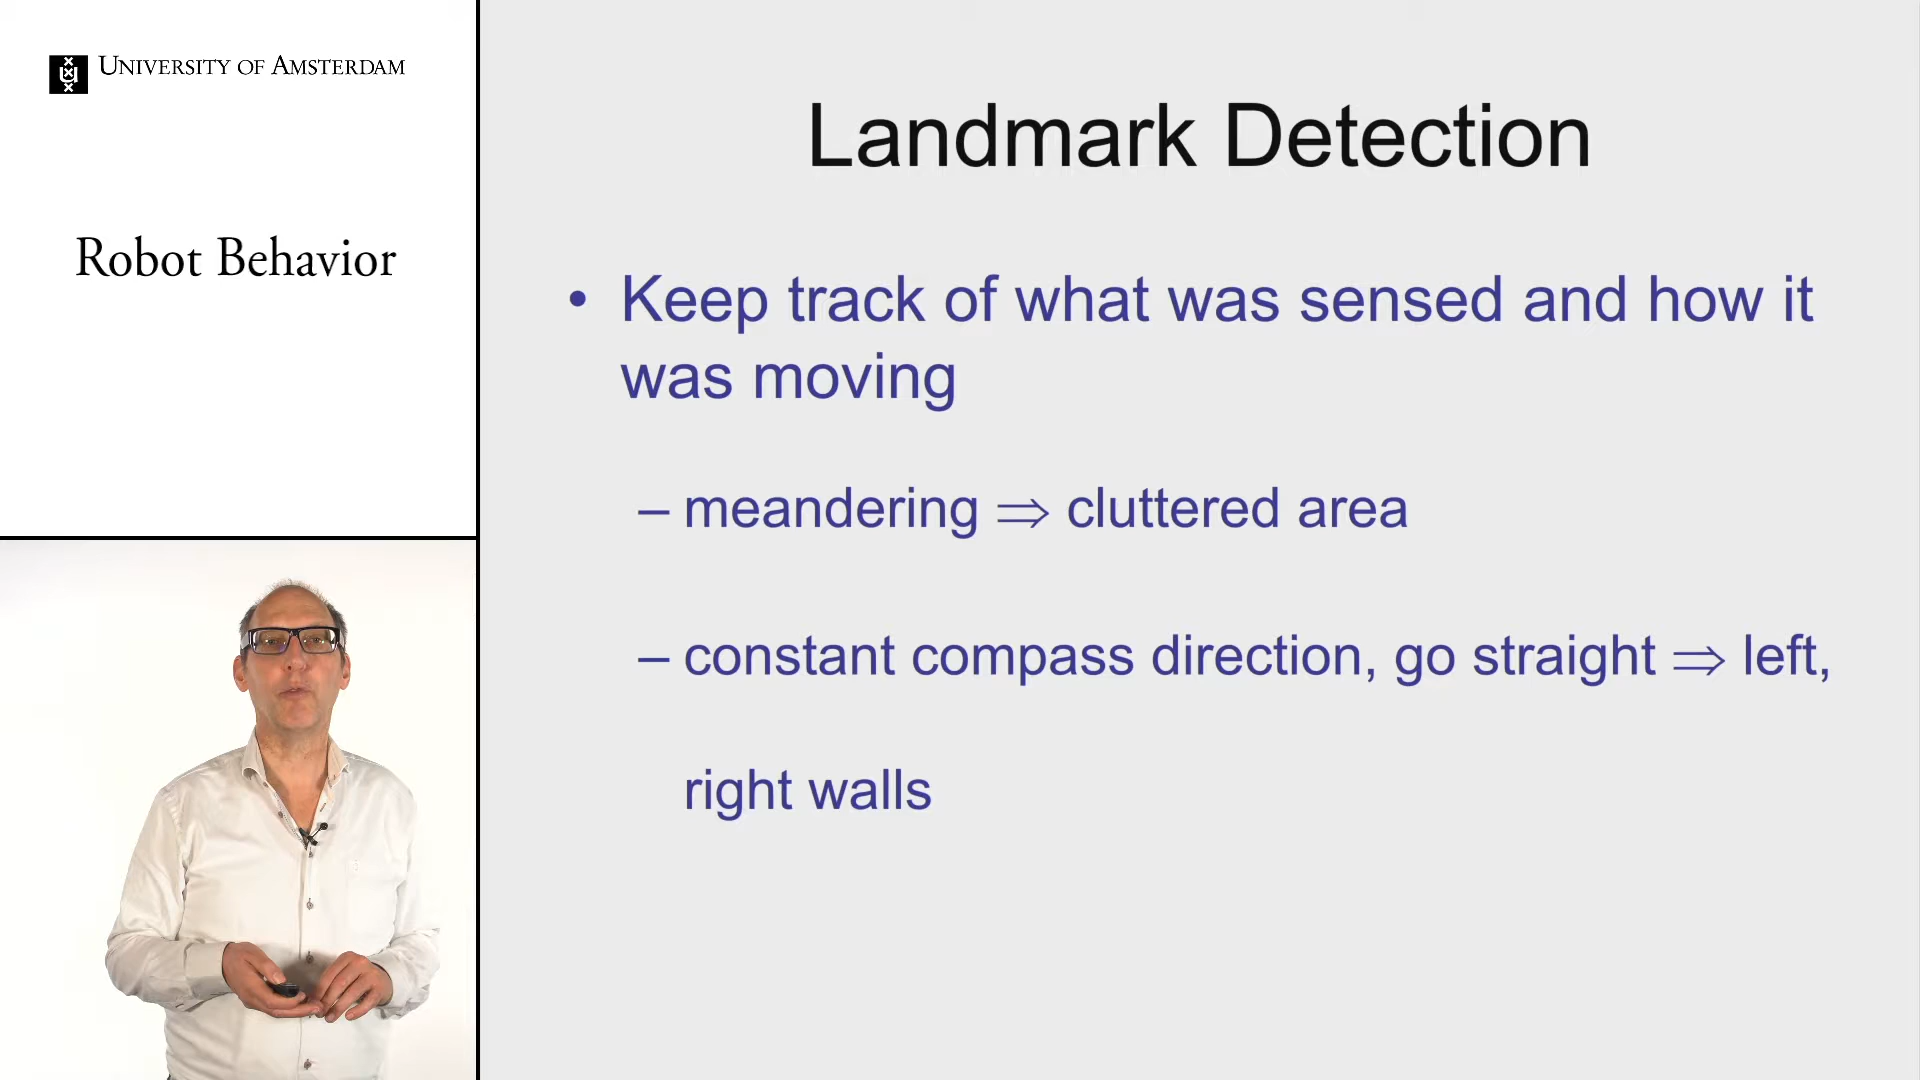 UNIVERSITY OF AMSTERDAM
Robot Behavior
Landmark Detection
• Keep track of what was sensed and how it
was moving
– meandering ⇒ cluttered area
– constant compass direction, go straight ⇒ left,
right walls